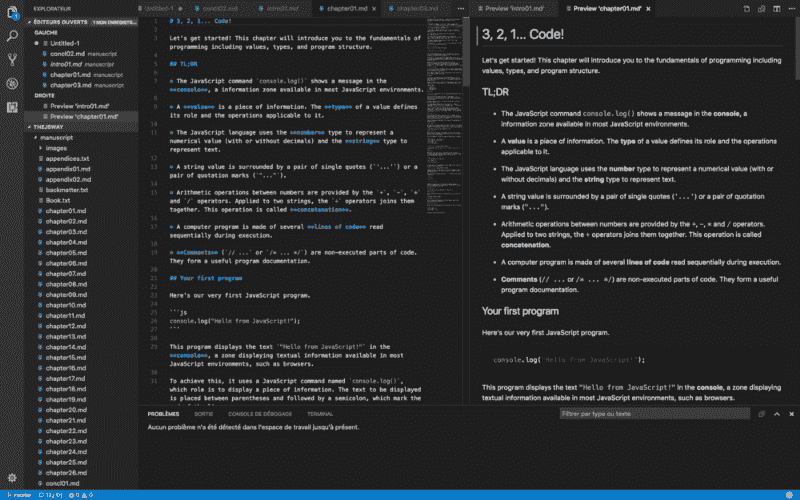 EXPLORATEUR
ÉDITEURS OUVERTS
GAUCHE
Untitled-1
concl02.md manuscript
intro01.md manuscript
chapter01.md manuscript
chapter03.md manuscript
DROITE
Preview 'intro01.md'
Preview 'chapter01.md'
THEJSWAY
manuscript
images
appendices.txt
appendix01.md
appendix02.md
backmatter.txt
Book.txt
chapter01.md
chapter02.md
chapter03.md
chapter04.md
chapter05.md
chapter06.md
chapter07.md
chapter08.md
chapter09.md
chapter10.md
chapter11.md
chapter12.md
chapter13.md
chapter14.md
chapter15.md
chapter16.md
chapter17.md
chapter18.md
chapter19.md
chapter20.md
chapter21.md
chapter22.md
chapter23.md
chapter24.md
chapter25.md
chapter26.md
concl01.md
master
Untitled-1 concl02.md intro01.md chapter01.md chapter03.md
# 3, 2, 1... Code!
Let's get started! This chapter will introduce you to the fundamentals of
programming including values, types, and program structure.
## TL;DR
* The JavaScript command `console.log()` shows a message in the
**console**, a information zone available in most JavaScript environments.
* A **value** is a piece of information. The **type** of a value defines
its role and the operations applicable to it.
* The JavaScript language uses the **number** type to represent a
numerical value (with or without decimals) and the **string** type to
represent text.
* A string value is surrounded by a pair of single quotes (`'...'`) or a
pair of quotation marks (`"..."`).
* Arithmetic operations between numbers are provided by the `+`, `-`, `*`
and `/` operators. Applied to two strings, the `+` operators joins them
together. This operation is called **concatenation**.
* A computer program is made of several **lines of code** read
sequentially during execution.
* **Comments** (`// ...` or `/* ... */`) are non-executed parts of code.
They form a useful program documentation.
## Your first program
Here's our very first JavaScript program.
```js
console.log("Hello from JavaScript!");
```
This program displays the text `"Hello from JavaScript!"` in the
**console**, a zone displaying textual information available in most
JavaScript environments, such as browsers.
To achieve this, it uses a JavaScript command named `console.log()`,
which role is to display a piece of information. The text to be displayed
is placed between parentheses and followed by a semicolon, which mark the
Preview 'intro01.md' Preview 'chapter01.md'
3, 2, 1... Code!
Let's get started! This chapter will introduce you to the fundamentals of programming including
values, types, and program structure.
TL;DR
• The JavaScript command console.log() shows a message in the console, a
information zone available in most JavaScript environments.
• A value is a piece of information. The type of a value defines its role and the operations
applicable to it.
• The JavaScript language uses the number type to represent a numerical value (with or
without decimals) and the string type to represent text.
• A string value is surrounded by a pair of single quotes ('...') or a pair of quotation
marks ("...").
• Arithmetic operations between numbers are provided by the +, -, * and / operators.
Applied to two strings, the + operators joins them together. This operation is called
concatenation.
• A computer program is made of several lines of code read sequentially during execution.
• Comments (// ... or /* ... */) are non-executed parts of code. They form a useful
program documentation.
Your first program
Here's our very first JavaScript program.
console.log("Hello from JavaScript!");
This program displays the text "Hello from JavaScript!" in the console, a zone displaying
textual information available in most JavaScript environments, such as browsers.
PROBLÈMES SORTIE CONSOLE DE DÉBOGAGE TERMINAL
Filtrer par type ou texte
Aucun problème n'a été détecté dans l'espace de travail jusqu'à présent.